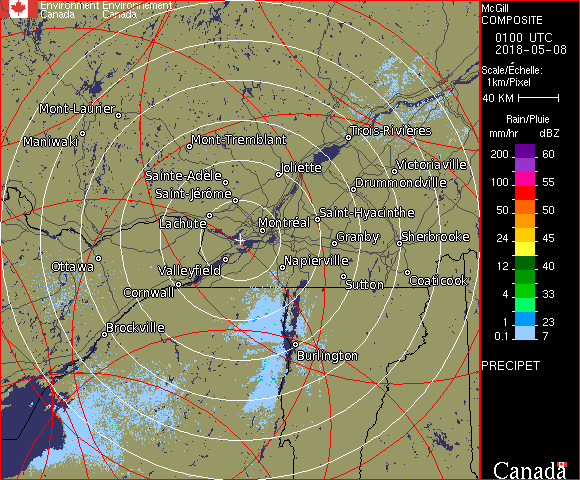 Environment Environnement
Canada Canada
McGill
COMPOSITE
0100 UTC
2018-05-08
Scale/Échelle:
1km/Pixel
40 KM
Rain/Pluie
mm/hr dBZ
200 60
55
100 55
50 50
24 45
12 40
4 33
1 23
0.1 7
PRECIPET
Canada
Mont-Laurier
Maniwaki
Mont-Tremblant
Trois-Rivières
Joliette
Victoriaville
Sainte-Adèle
Drummondville
Saint-Jérôme
Lachute
Saint-Hyacinthe
Montréal
Granby
Sherbrooke
Ottawa
Valleyfield
Napierville
Cornwall
Sutton
Coaticook
Brockville
Burlington